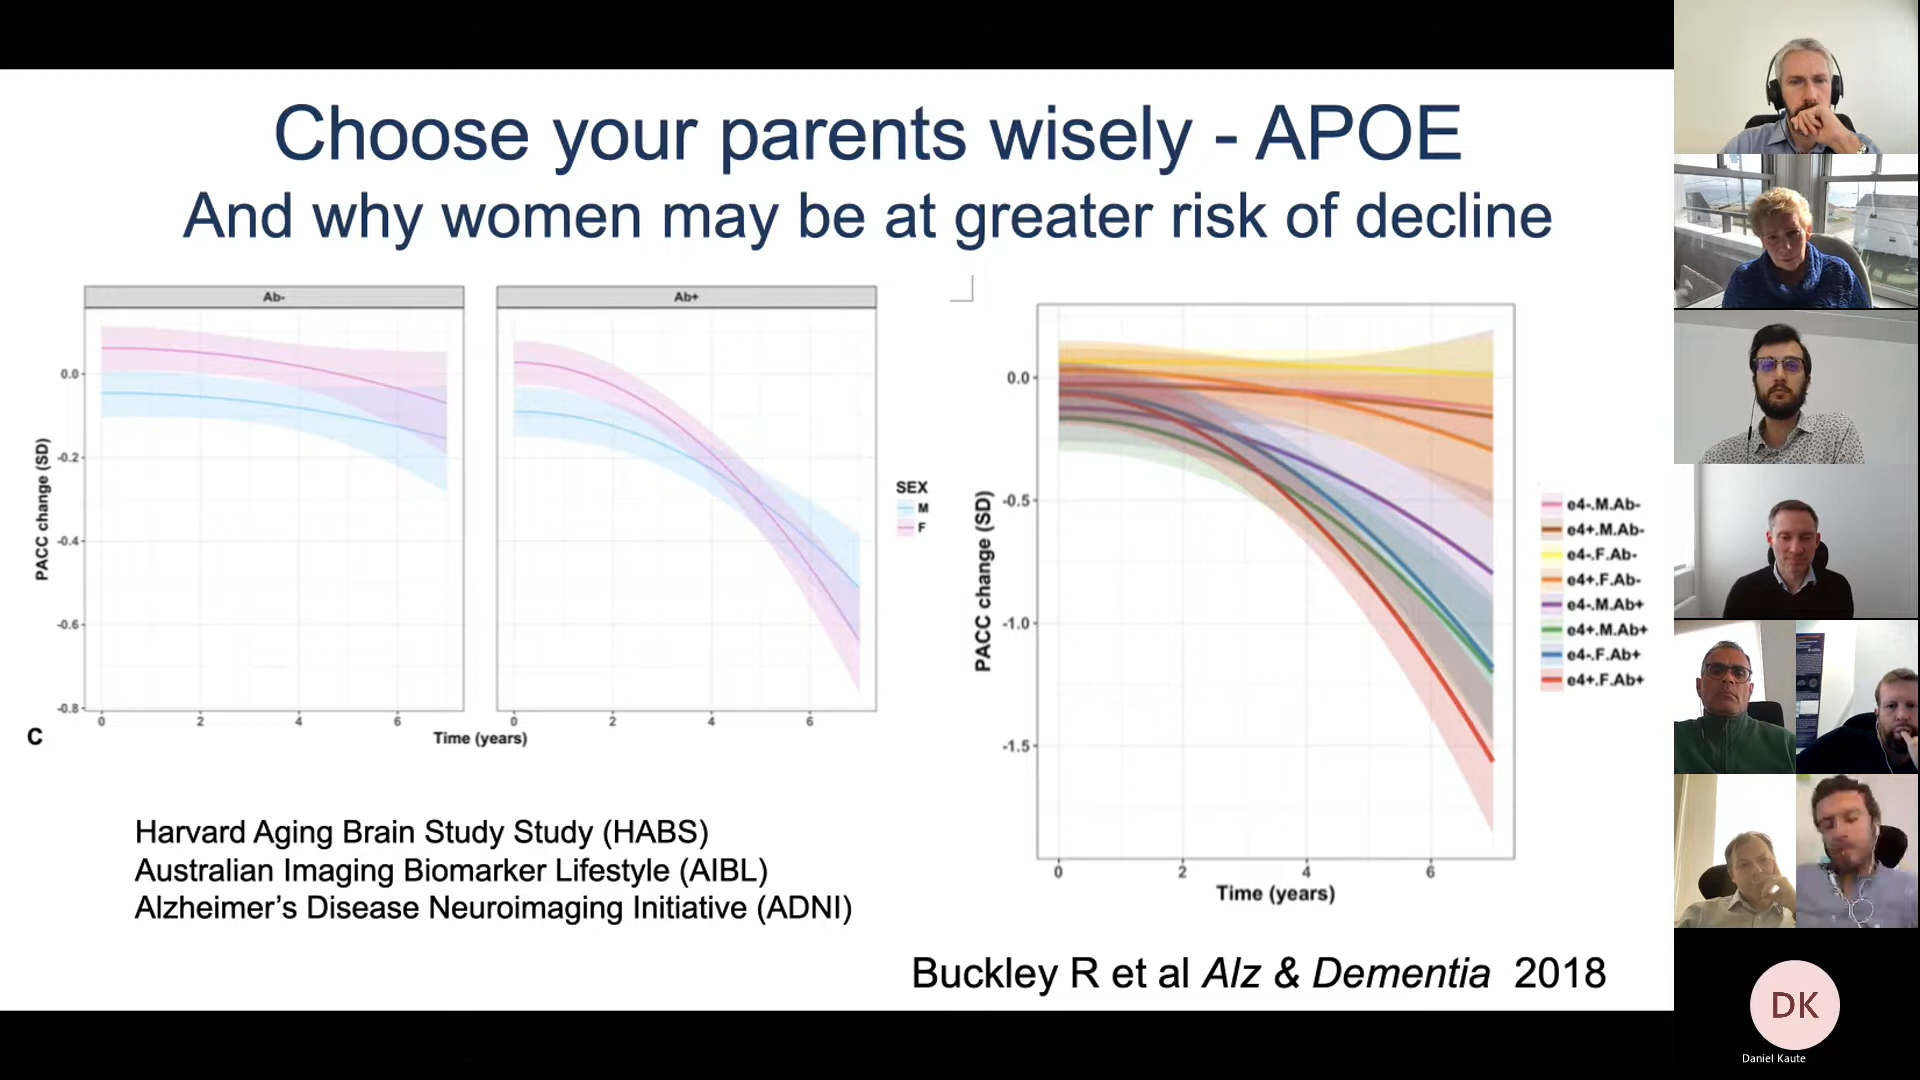 Choose your parents wisely - APOE
And why women may be at greater risk of decline
Ab-
Ab+
PACC change (SD)
0.0
-0.2
-0.4
-0.6
-0.8
0 2 4 6
0 2 4 6
Time (years)
C
SEX
M
F
PACC change (SD)
0.0
-0.5
-1.0
-1.5
0 2 4 6
Time (years)
e4-.M.Ab-
e4+.M.Ab-
e4-.F.Ab-
e4+.F.Ab-
e4-.M.Ab+
e4+.M.Ab+
e4-.F.Ab+
e4+.F.Ab+
Harvard Aging Brain Study Study (HABS)
Australian Imaging Biomarker Lifestyle (AIBL)
Alzheimer's Disease Neuroimaging Initiative (ADNI)
Buckley R et al Alz & Dementia 2018
DK
Daniel Kaute